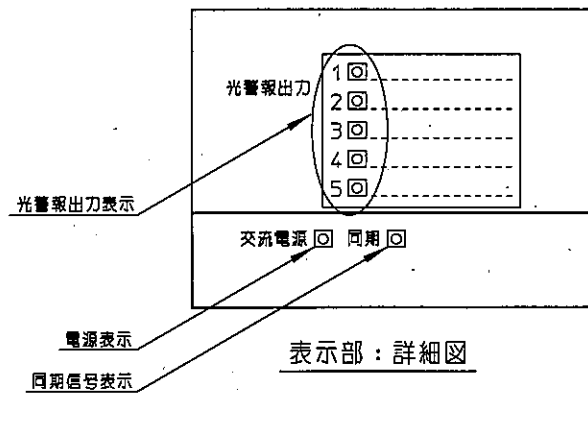 光警報出力
1
2
3
4
5
光警報出力表示
交流電源 同期
電源表示
同期信号表示
表示部：詳細図